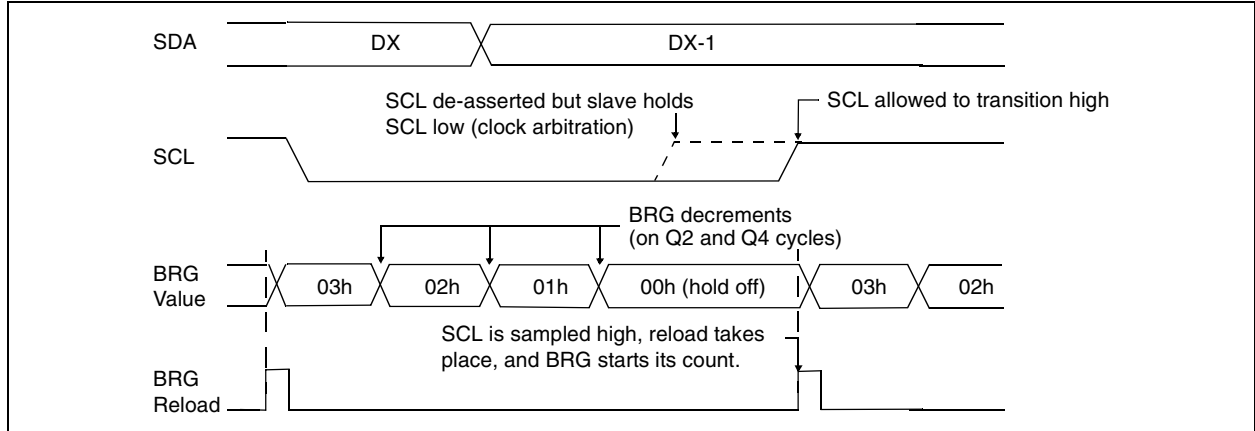 SDA
DX
DX-1
SCL de-asserted but slave holds
SCL low (clock arbitration)
SCL allowed to transition high
SCL
BRG decrements
(on Q2 and Q4 cycles)
BRG
Value
03h
02h
01h
00h (hold off)
03h
02h
SCL is sampled high, reload takes
place, and BRG starts its count.
BRG
Reload